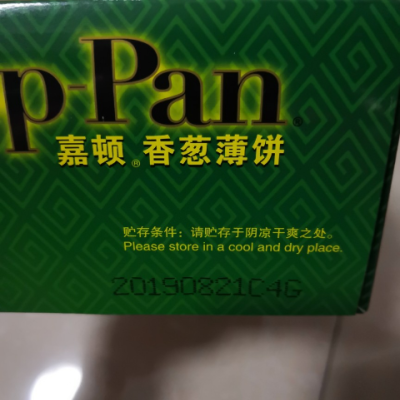 p-Pan®
嘉顿®香葱薄饼
贮存条件：请贮存于阴凉干爽之处。
Please store in a cool and dry place.
20190821C4G